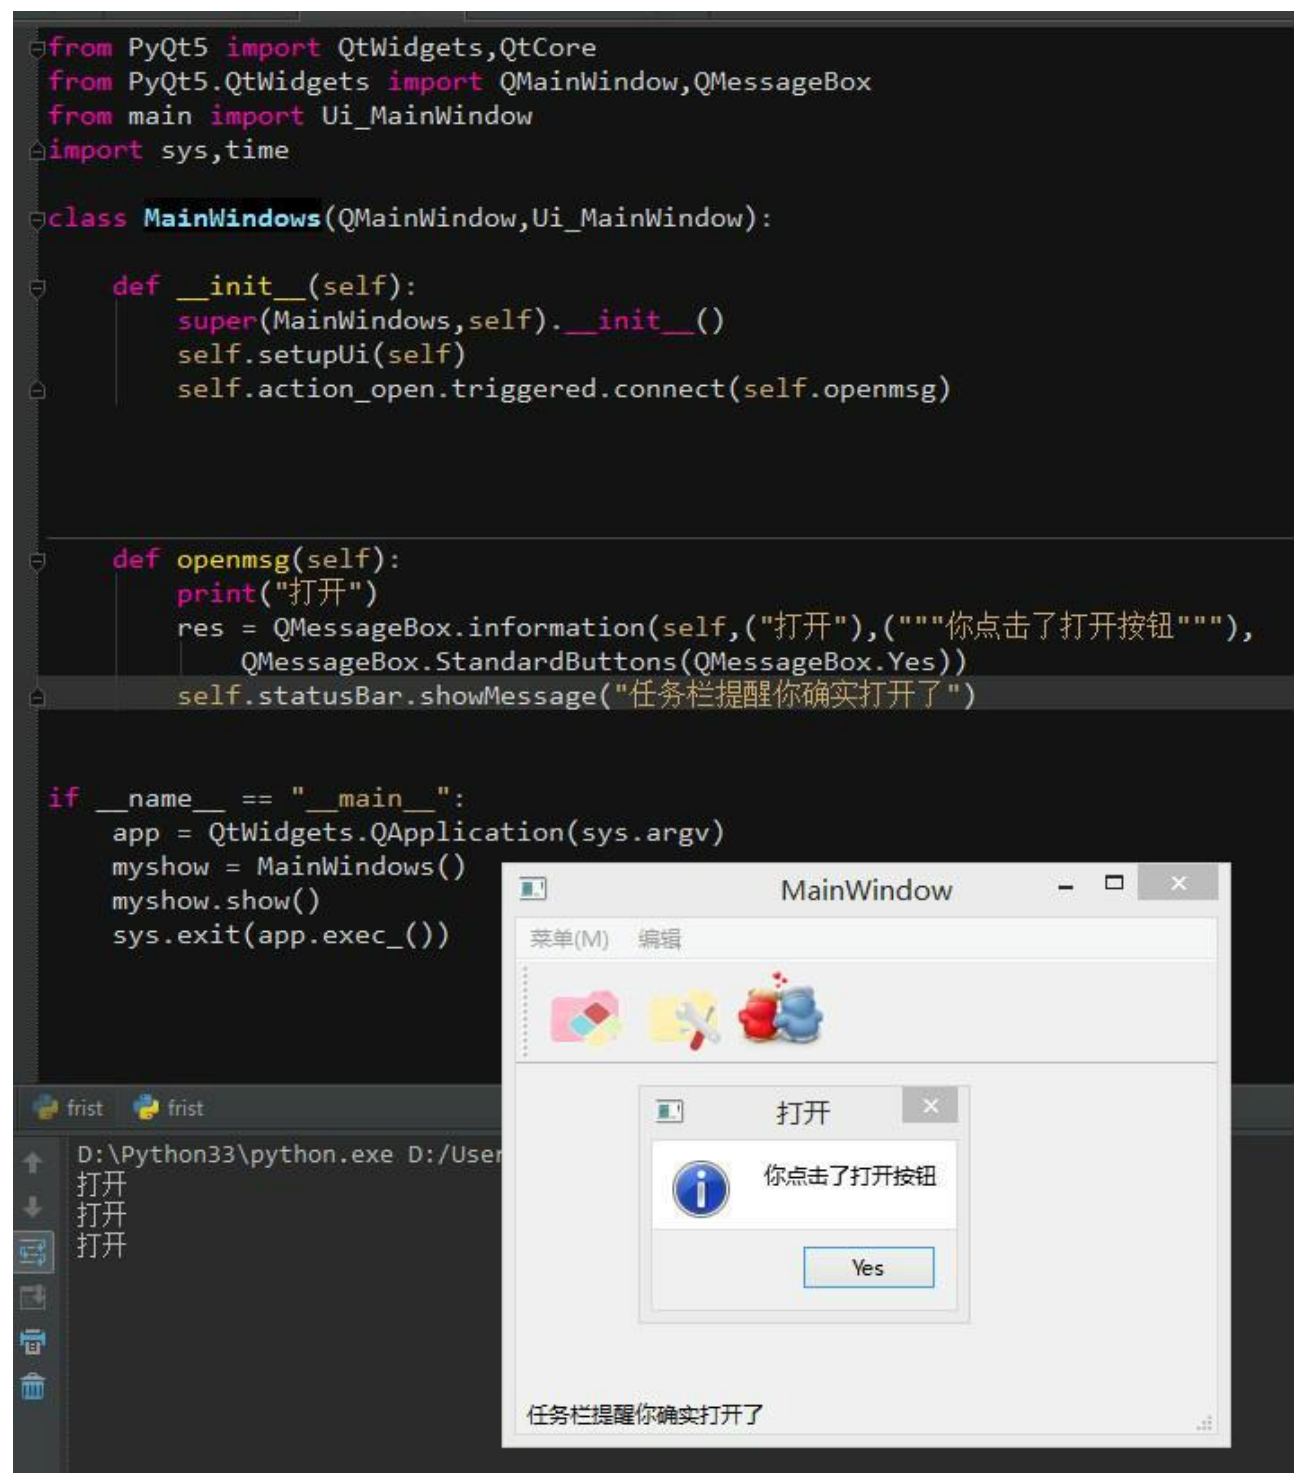 from PyQt5 import QtWidgets,QtCore
from PyQt5.QtWidgets import QMainWindow,QMessageBox
from main import Ui_MainWindow
import sys,time
class MainWindows(QMainWindow,Ui_MainWindow):
def __init__(self):
super(MainWindows,self).__init__()
self.setupUi(self)
self.action_open.triggered.connect(self.openmsg)
def openmsg(self):
print("打开")
res = QMessageBox.information(self,("打开"),("""你点击了打开按钮"""),
QMessageBox.StandardButtons(QMessageBox.Yes))
self.statusBar.showMessage("任务栏提醒你确实打开了")
if __name__ == "__main__":
app = QtWidgets.QApplication(sys.argv)
myshow = MainWindows()
myshow.show()
sys.exit(app.exec_())
MainWindow
菜单(M) 编辑
打开
你点击了打开按钮
Yes
任务栏提醒你确实打开了
frist frist
D:\Python33\python.exe D:/User
打开
打开
打开